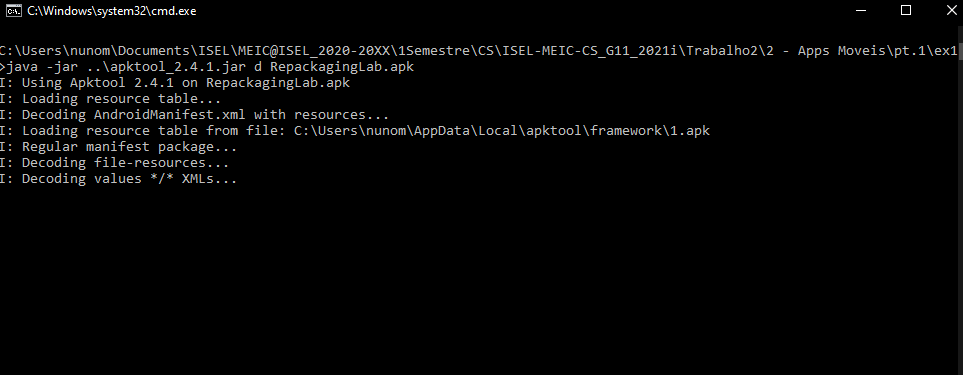 C:\Windows\system32\cmd.exe
C:\Users\nunom\Documents\ISEL\MEIC@ISEL_2020-20XX\1Semestre\CS\ISEL-MEIC-CS_G11_2021i\Trabalho2\2 - Apps Moveis\pt.1\ex1
>java -jar ..\apktool_2.4.1.jar d RepackagingLab.apk
I: Using Apktool 2.4.1 on RepackagingLab.apk
I: Loading resource table...
I: Decoding AndroidManifest.xml with resources...
I: Loading resource table from file: C:\Users\nunom\AppData\Local\apktool\framework\1.apk
I: Regular manifest package...
I: Decoding file-resources...
I: Decoding values */* XMLs...